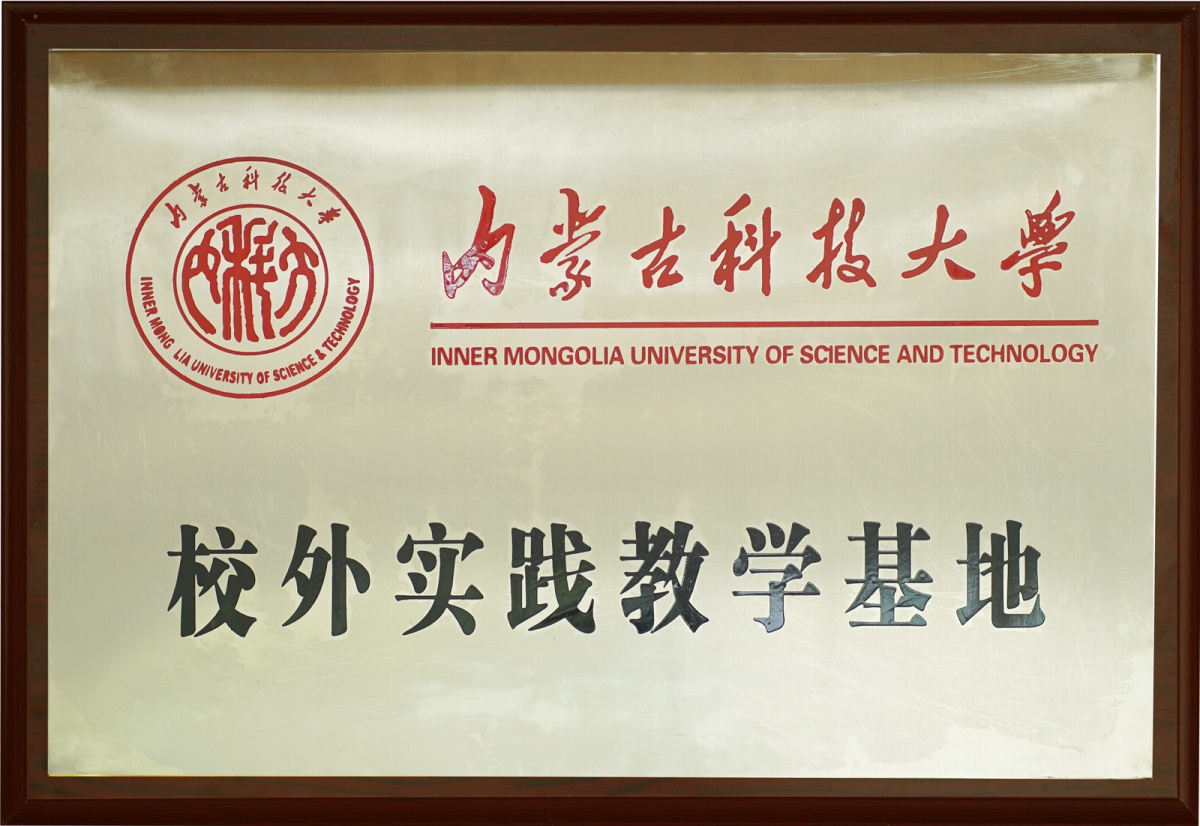 内蒙古科技大学
INNER MONG LIA UNIVERSITY OF SCIENCE & TECHNOLOGY
内蒙古科技大學
INNER MONGOLIA UNIVERSITY OF SCIENCE AND TECHNOLOGY
校外实践教学基地